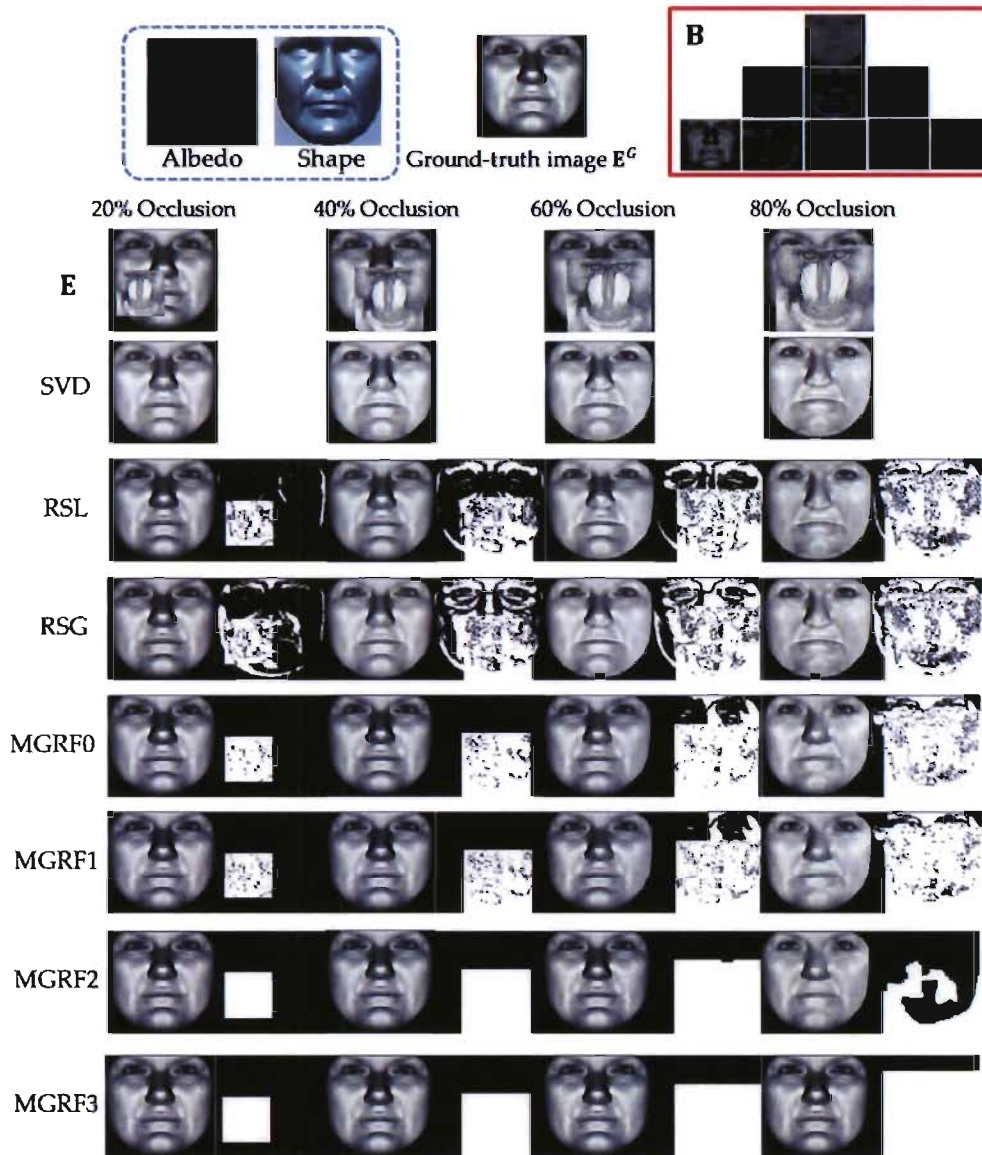 B
Albedo
Shape
Ground-truth image E^G
20% Occlusion
40% Occlusion
60% Occlusion
80% Occlusion
E
SVD
RSL
RSG
MGRF0
MGRF1
MGRF2
MGRF3